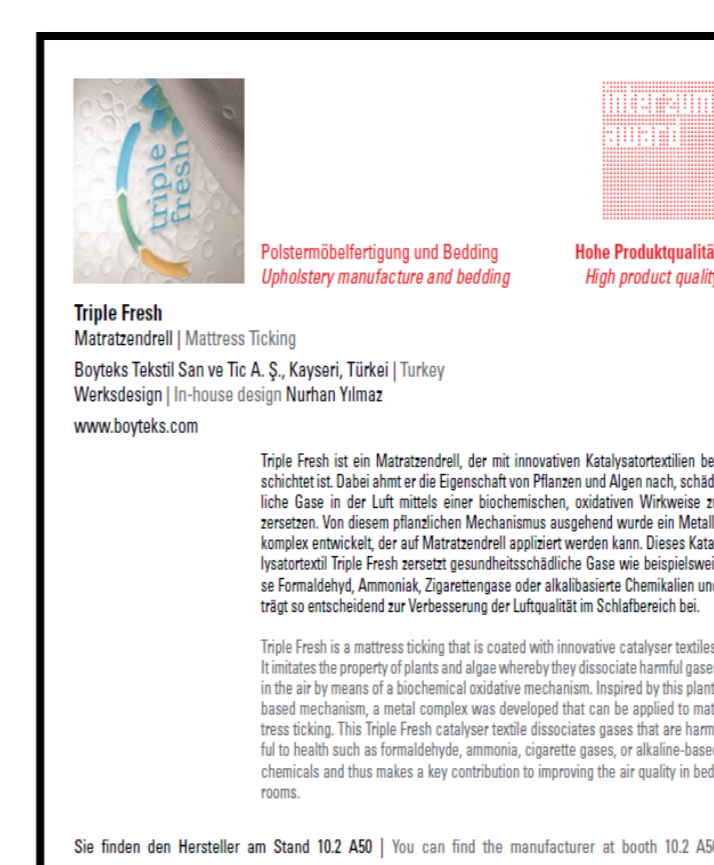 triple
fresh
interzum
award
Polstermöbelfertigung und Bedding
Upholstery manufacture and bedding
Hohe Produktqualitä
High product quality
Triple Fresh
Matratzendrell | Mattress Ticking
Boyteks Tekstil San ve Tic A. Ş., Kayseri, Türkei | Turkey
Werksdesign | In-house design Nurhan Yılmaz
www.boyteks.com
Triple Fresh ist ein Matratzendrell, der mit innovativen Katalysatortextilien be
schichtet ist. Dabei ahmt er die Eigenschaft von Pflanzen und Algen nach, schäd
liche Gase in der Luft mittels einer biochemischen, oxidativen Wirkweise zu
zersetzen. Von diesem pflanzlichen Mechanismus ausgehend wurde ein Metall
komplex entwickelt, der auf Matratzendrell appliziert werden kann. Dieses Kata
lysatortextil Triple Fresh zersetzt gesundheitsschädliche Gase wie beispielswei
se Formaldehyd, Ammoniak, Zigarettengase oder alkalibasierte Chemikalien und
trägt so entscheidend zur Verbesserung der Luftqualität im Schlafbereich bei.
Triple Fresh is a mattress ticking that is coated with innovative catalyser textiles.
It imitates the property of plants and algae whereby they dissociate harmful gases
in the air by means of a biochemical oxidative mechanism. Inspired by this plant
based mechanism, a metal complex was developed that can be applied to mat
tress ticking. This Triple Fresh catalyser textile dissociates gases that are harm
ful to health such as formaldehyde, ammonia, cigarette gases, or alkaline-based
chemicals and thus makes a key contribution to improving the air quality in bed
rooms.
Sie finden den Hersteller am Stand 10.2 A50 | You can find the manufacturer at booth 10.2 A50